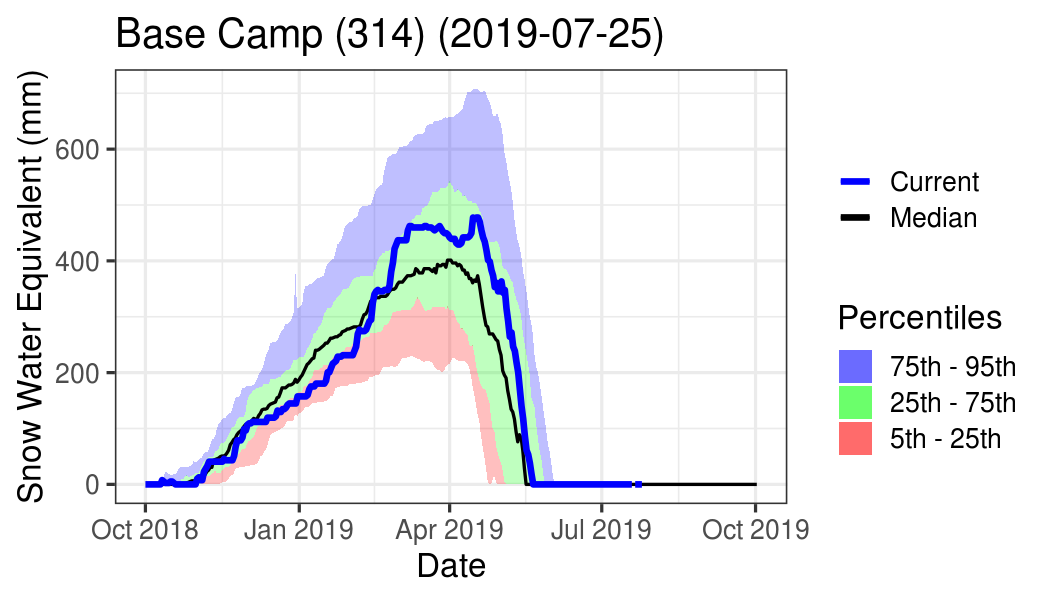 Base Camp (314) (2019-07-25)
Snow Water Equivalent (mm)
600
400
200
0
Oct 2018
Jan 2019
Apr 2019
Jul 2019
Oct 2019
Date
Current
Median
Percentiles
75th - 95th
25th - 75th
5th - 25th